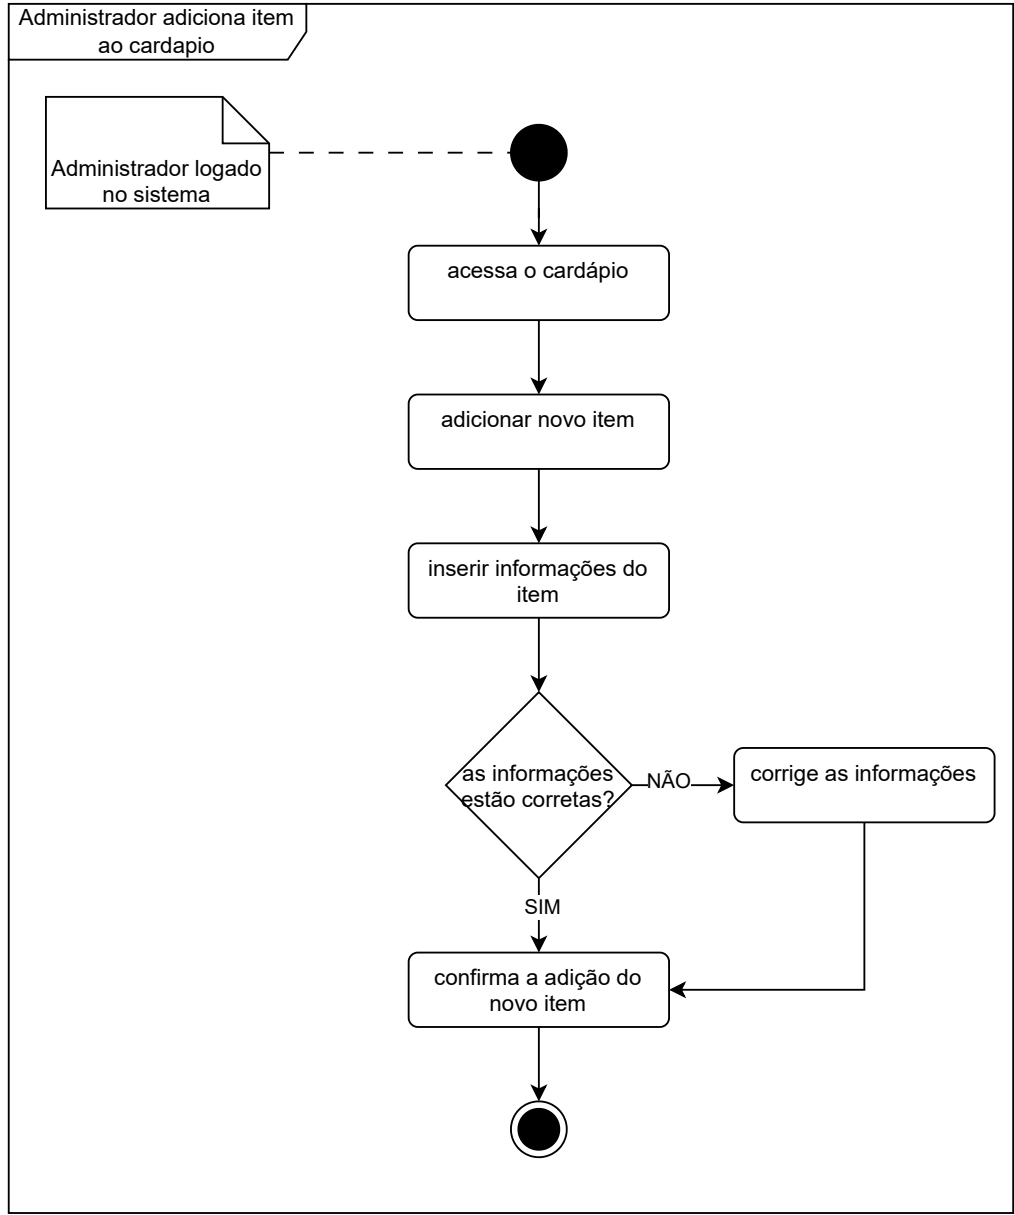 Administrador adiciona item
ao cardapio
Administrador logado
no sistema
acessa o cardápio
adicionar novo item
inserir informações do
item
as informações
estão corretas?
NÃO
corrige as informações
SIM
confirma a adição do
novo item